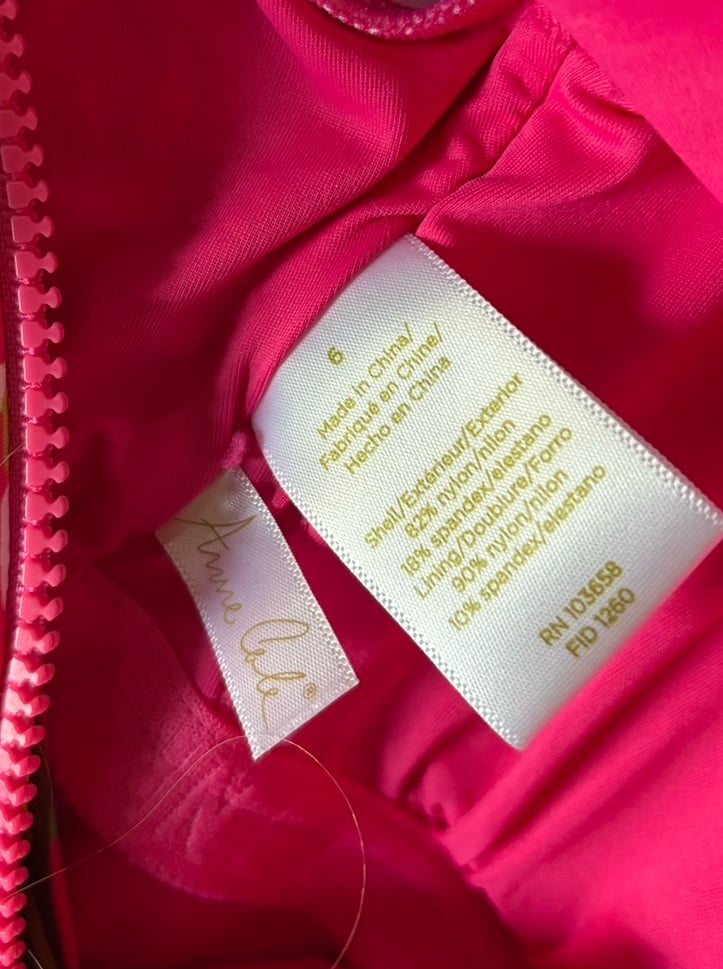 6
Made in China/
Fabriqué en Chine/
Hecho en China
Shell/Extérieur/Exterior
82% nylon/nilon
18% spandex/elastano
Lining/Doublure/Forro
90% nylon/nilon
10% spandex/elastano
RN 103658
FID 1260
Anne Cole®